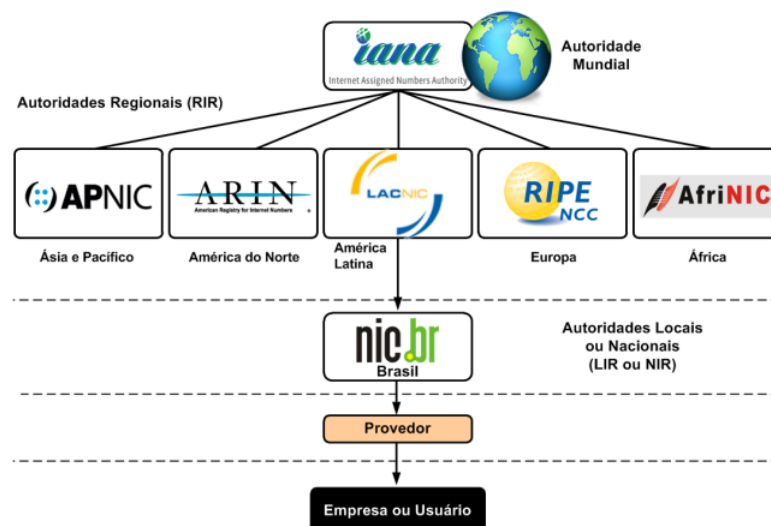 iana
Internet Assigned Numbers Authority
Autoridade
Mundial
Autoridades Regionais (RIR)
APNIC
ARIN
American Registry for Internet Numbers
LACNIC
RIPE
NCC
AfriNIC
Ásia e Pacífico
América do Norte
América
Latina
Europa
África
nic.br
Brasil
Autoridades Locais
ou Nacionais
(LIR ou NIR)
Provedor
Empresa ou Usuário